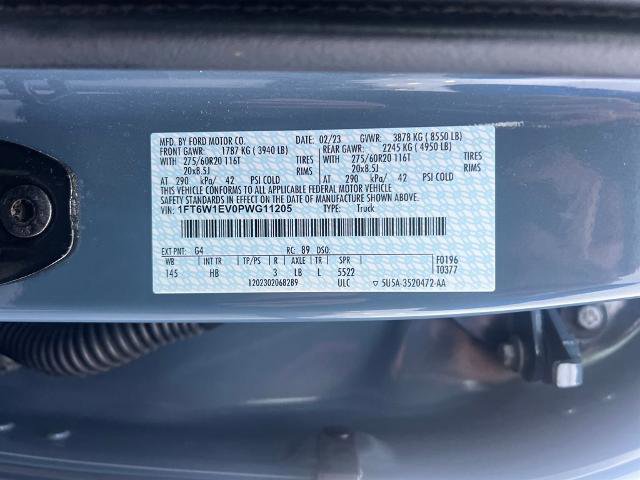 MFD. BY FORD MOTOR CO. DATE: 02/23 GVWR: 3878 KG ( 8550 LB)
FRONT GAWR: 1787 KG ( 3940 LB) REAR GAWR: 2245 KG ( 4950 LB)
WITH 275/60R20 116T TIRES WITH 275/60R20 116T TIRES
20x8.5J RIMS 20x8.5J RIMS
AT 290 kPa/ 42 PSI COLD AT 290 kPa/ 42 PSI COLD
THIS VEHICLE CONFORMS TO ALL APPLICABLE FEDERAL MOTOR VEHICLE
SAFETY STANDARDS IN EFFECT ON THE DATE OF MANUFACTURE SHOWN ABOVE.
VIN: 1FT6W1EV0PWG11205 TYPE: Truck
EXT PNT: G4 RC: 89 DSO:
WB INT TR TP/PS R AXLE TR SPR F0196
145 HB 3 LB L 5522 T0377
12023020682B9 ULC ▽ 5U5A-3520472-AA